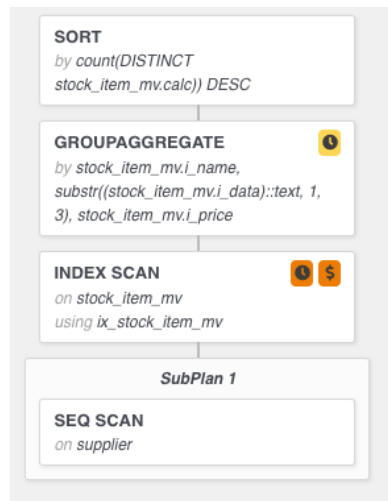 SORT
by count(DISTINCT
stock_item_mv.calc)) DESC
GROUPAGGREGATE
by stock_item_mv.i_name,
substr((stock_item_mv.i_data)::text, 1,
3), stock_item_mv.i_price
INDEX SCAN $
on stock_item_mv
using ix_stock_item_mv
SubPlan 1
SEQ SCAN
on supplier